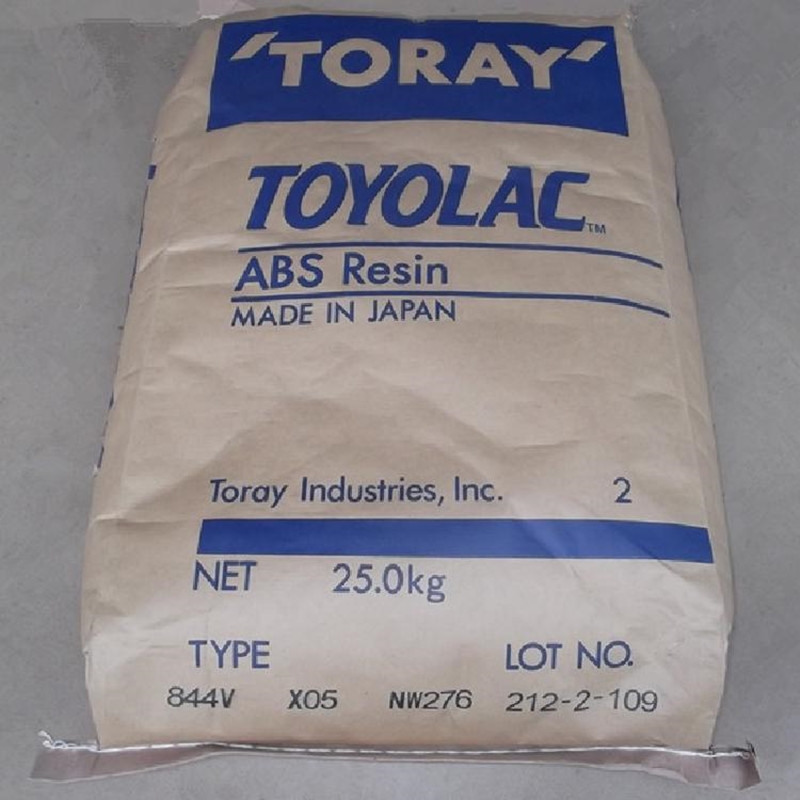 'TORAY'
TOYOLAC™
ABS Resin
MADE IN JAPAN
Toray Industries, Inc. 2
NET 25.0kg
TYPE LOT NO.
844V X05 NW276 212-2-109